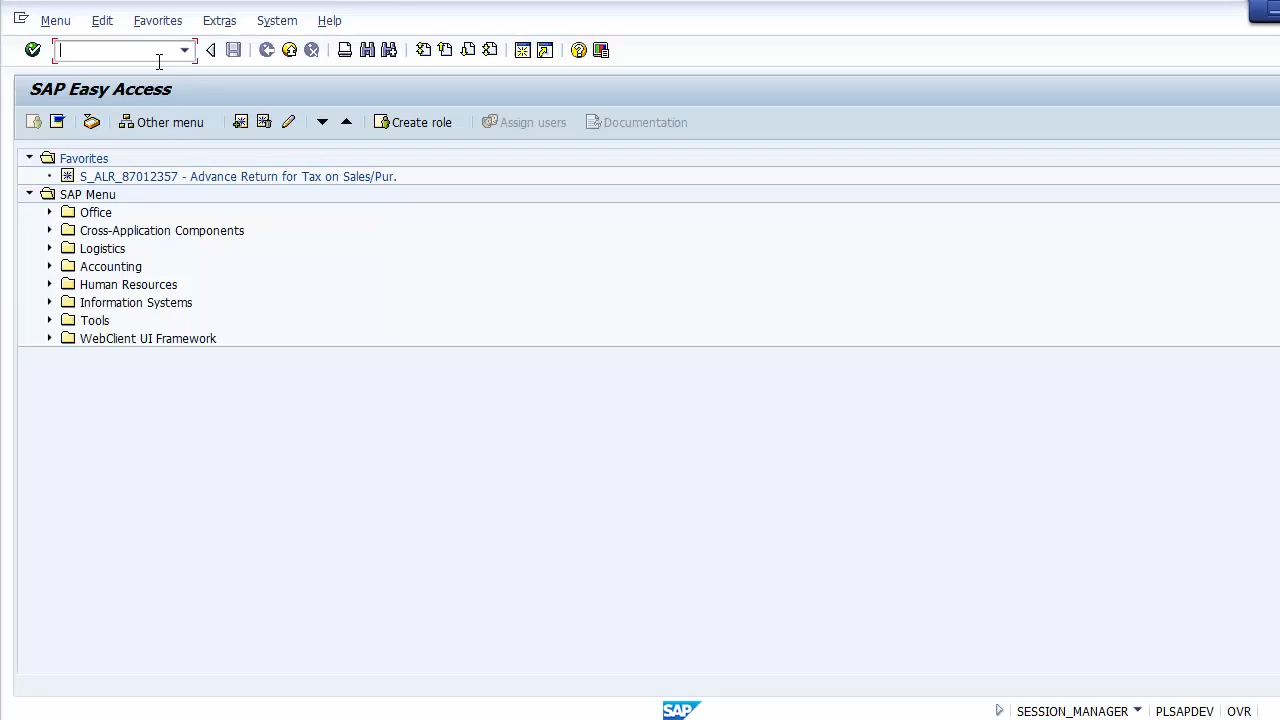 Menu Edit Favorites Extras System Help
SAP Easy Access
Other menu Create role Assign users Documentation
Favorites
S_ALR_87012357 - Advance Return for Tax on Sales/Pur.
SAP Menu
Office
Cross-Application Components
Logistics
Accounting
Human Resources
Information Systems
Tools
WebClient UI Framework
SAP SESSION_MANAGER PLSAPDEV OVR